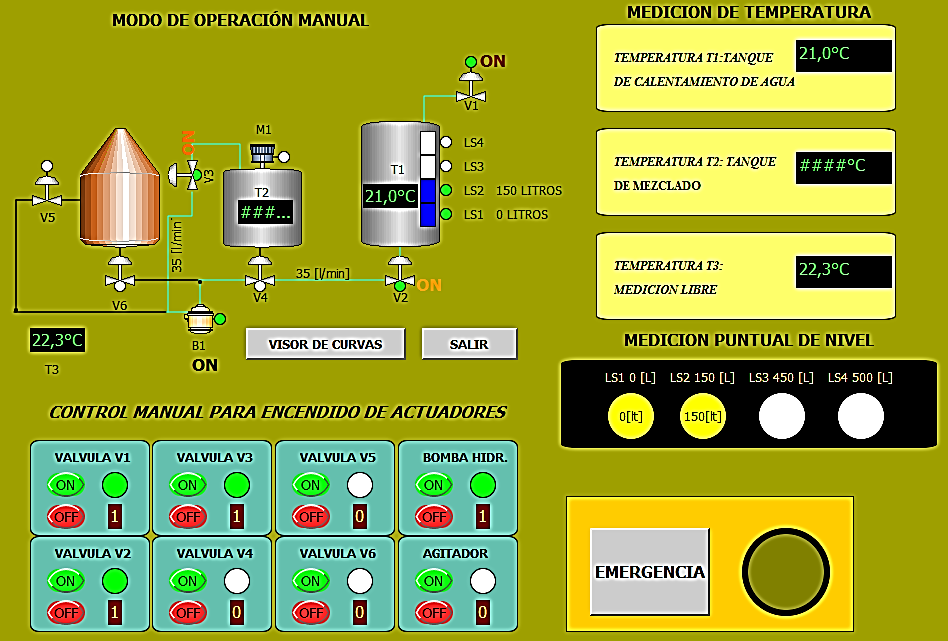 MODO DE OPERACIÓN MANUAL
ON
V1
M1
LS4
LS3
LS2 150 LITROS
LS1 0 LITROS
T1
21,0°C
T2
###...
ON
V3
V5
35 [l/min]
35 [l/min]
V6
V4
V2
ON
B1
ON
22,3°C
T3
VISOR DE CURVAS
SALIR
MEDICION DE TEMPERATURA
TEMPERATURA T1:TANQUE
DE CALENTAMIENTO DE AGUA
21,0°C
TEMPERATURA T2: TANQUE
DE MEZCLADO
####°C
TEMPERATURA T3:
MEDICION LIBRE
22,3°C
MEDICION PUNTUAL DE NIVEL
LS1 0 [L] LS2 150 [L] LS3 450 [L] LS4 500 [L]
0[lt] 150[lt]
CONTROL MANUAL PARA ENCENDIDO DE ACTUADORES
VALVULA V1
ON
OFF 1
VALVULA V3
ON
OFF 1
VALVULA V5
ON
OFF 0
BOMBA HIDR.
ON
OFF 1
VALVULA V2
ON
OFF 1
VALVULA V4
ON
OFF 0
VALVULA V6
ON
OFF 0
AGITADOR
ON
OFF 0
EMERGENCIA